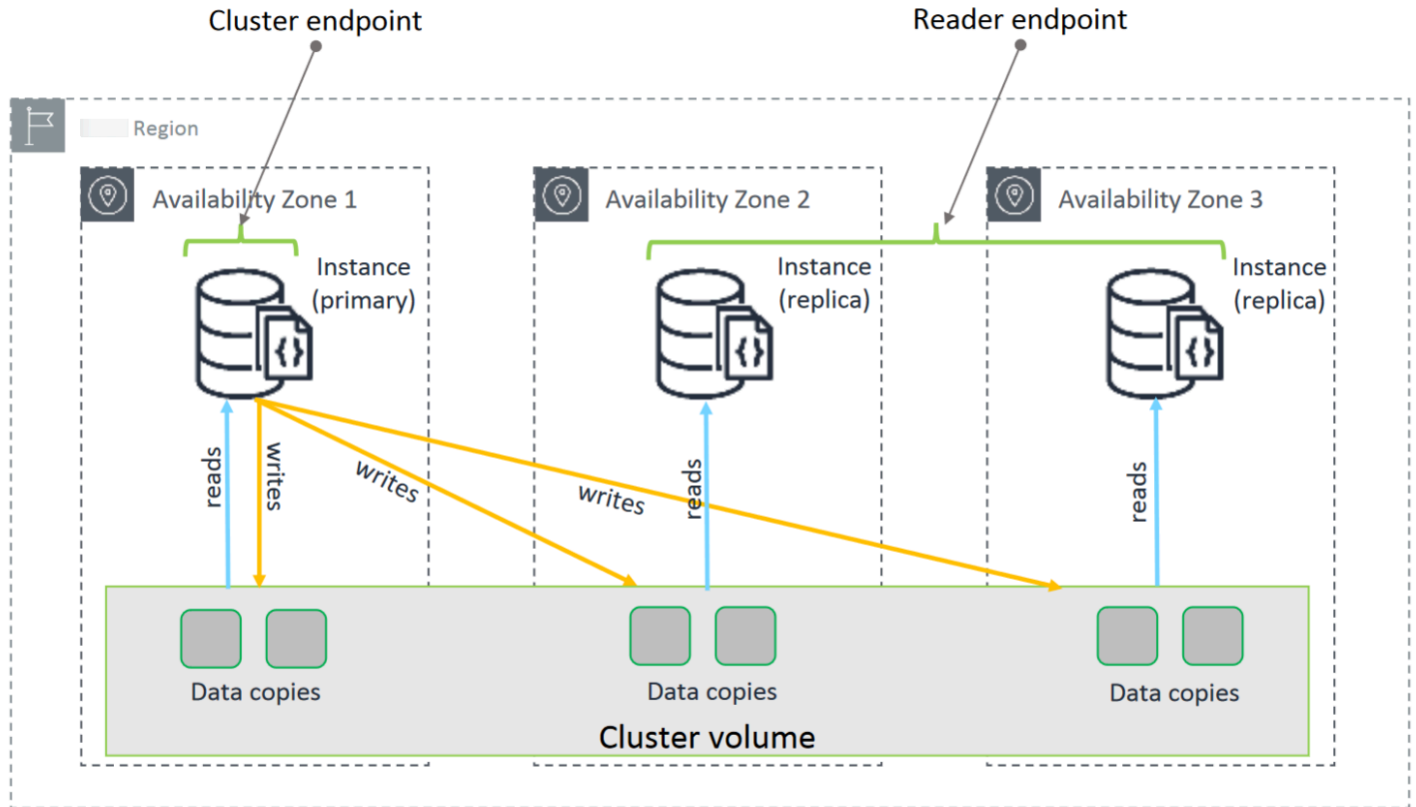 Cluster endpoint
Reader endpoint
Region
Availability Zone 1
Availability Zone 2
Availability Zone 3
Instance
(primary)
Instance
(replica)
Instance
(replica)
reads
writes
writes
writes
reads
reads
Data copies
Data copies
Data copies
Cluster volume